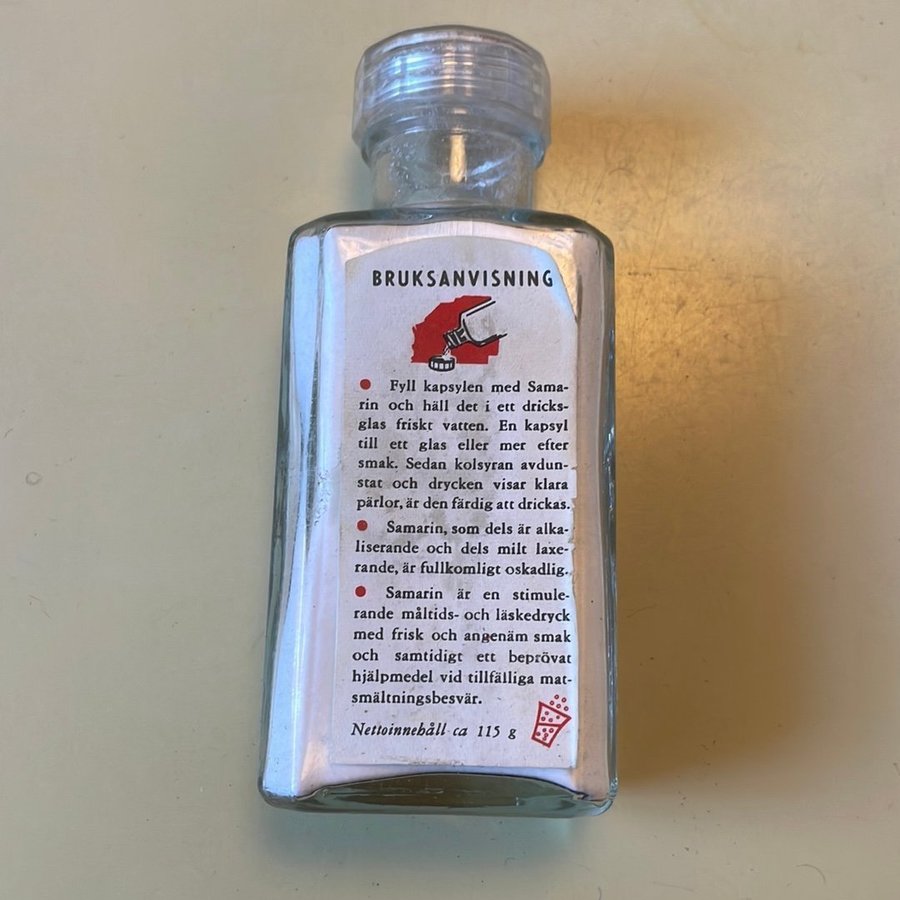 BRUKSANVISNING
● Fyll kapsylen med Sama-
rin och häll det i ett dricks-
glas friskt vatten. En kapsyl
till ett glas eller mer efter
smak. Sedan kolsyran avdun-
stat och drycken visar klara
pärlor, är den färdig att drickas.
● Samarin, som dels är alka-
liserande och dels milt laxe-
rande, är fullkomligt oskadlig.
● Samarin är en stimule-
rande måltids- och läskedryck
med frisk och angenäm smak
och samtidigt ett beprövat
hjälpmedel vid tillfälliga mat-
smältningsbesvär.
Nettoinnehåll ca 115 g